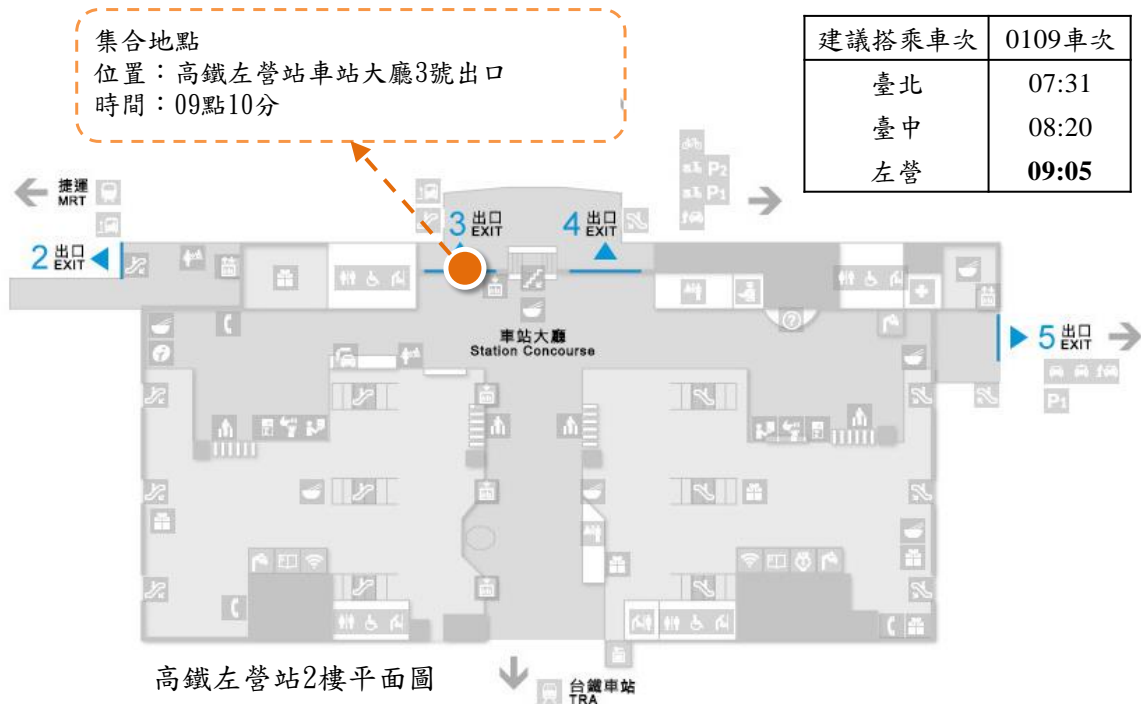 集合地點
位置：高鐵左營站車站大廳3號出口
時間：09點10分
建議搭乘車次 0109車次
臺北 07:31
臺中 08:20
左營 09:05
捷運
MRT
P2
P1
3 出口
EXIT
4 出口
EXIT
2 出口
EXIT
車站大廳
Station Concourse
5 出口
EXIT
P1
高鐵左營站2樓平面圖
台鐵車站
TRA